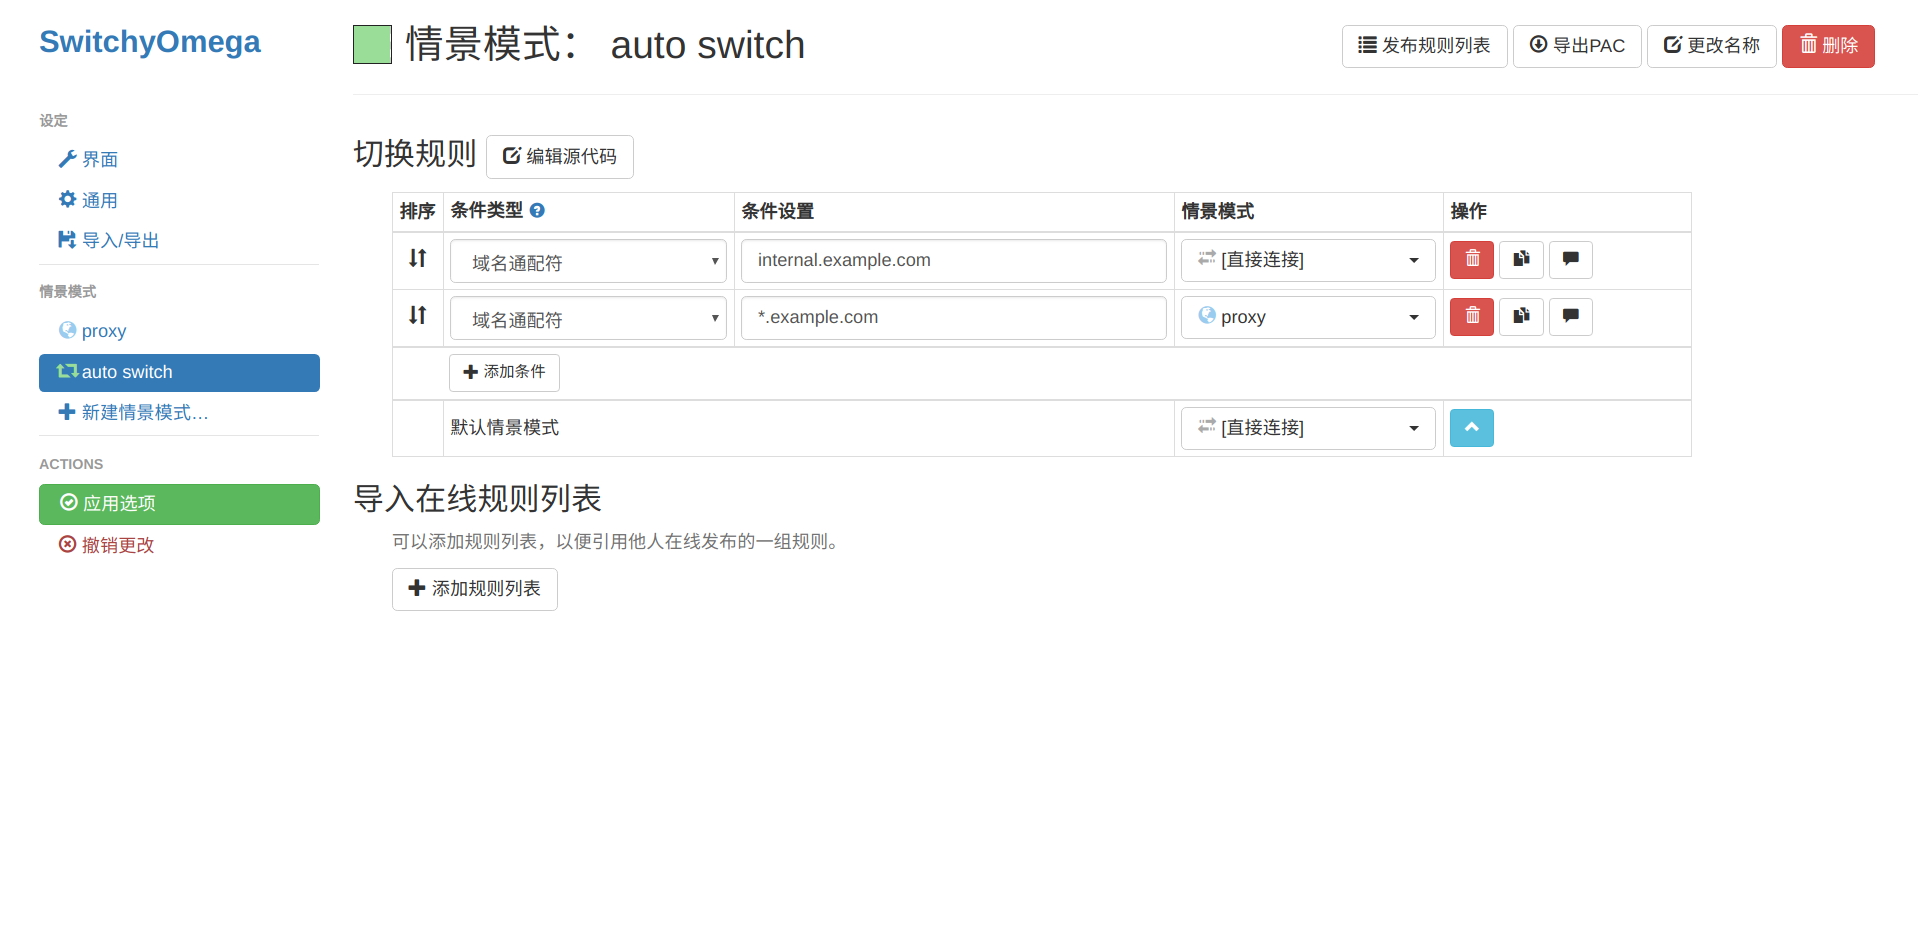 SwitchyOmega
设定
界面
通用
导入/导出
情景模式
proxy
auto switch
新建情景模式…
ACTIONS
应用选项
撤销更改
情景模式： auto switch
发布规则列表 导出PAC 更改名称 删除
切换规则 编辑源代码
排序 条件类型 条件设置 情景模式 操作
域名通配符 internal.example.com [直接连接]
域名通配符 *.example.com proxy
添加条件
默认情景模式 [直接连接]
导入在线规则列表
可以添加规则列表，以便引用他人在线发布的一组规则。
添加规则列表